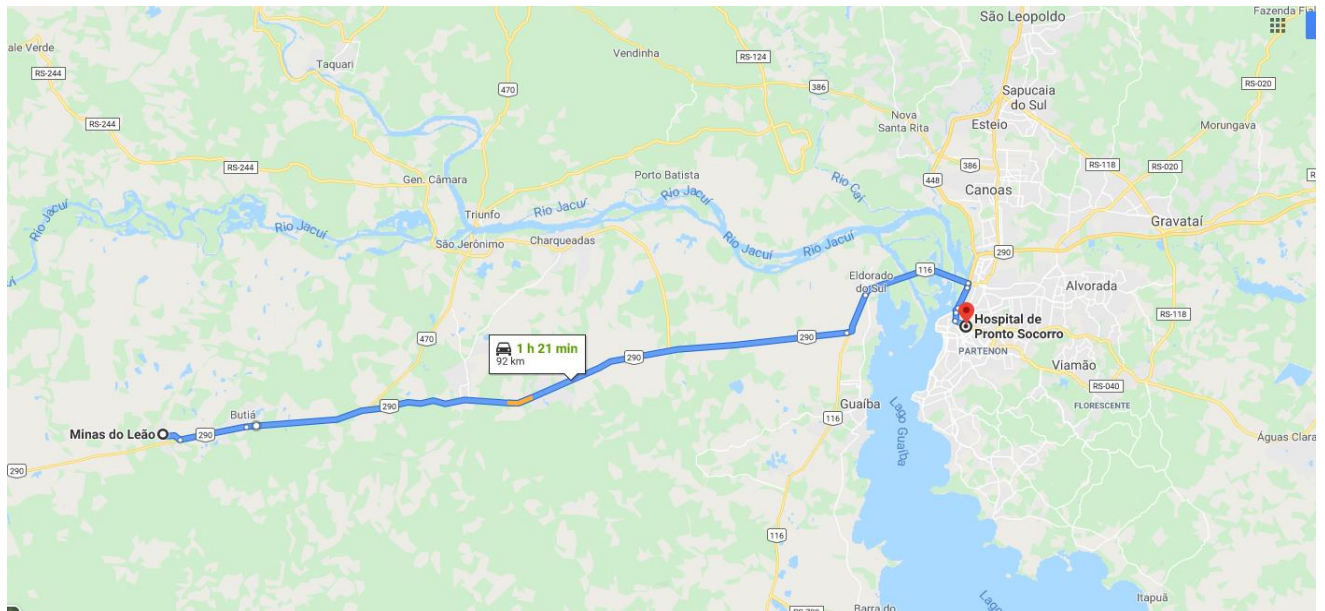 São Leopoldo
Fazenda Fial
ale Verde
RS-244
Taquari
Vendinha
RS-124
RS-020
470
386
Sapucaia
do Sul
Nova
Santa Rita
Esteio
Morungava
RS-244
RS-244
386
RS-118
RS-020
Gen. Câmara
Porto Batista
448
Canoas
Rio Caí
Rio Jacuí
Rio Jacuí
Triunfo
Rio Jacuí
Rio Jacuí
Gravataí
São Jerônimo
Charqueadas
Rio Jacuí
Rio Jacuí
290
Eldorado
do Sul
116
Alvorada
RS-118
Hospital de
Pronto Socorro
470
1 h 21 min
92 km
290
290
PARTENON
Viamão
RS-040
FLORESCENTE
Guaíba
Lago Guaíba
116
290
Butiá
Minas do Leão
290
Águas Clara
290
116
Itapuã
Barra do
Lago